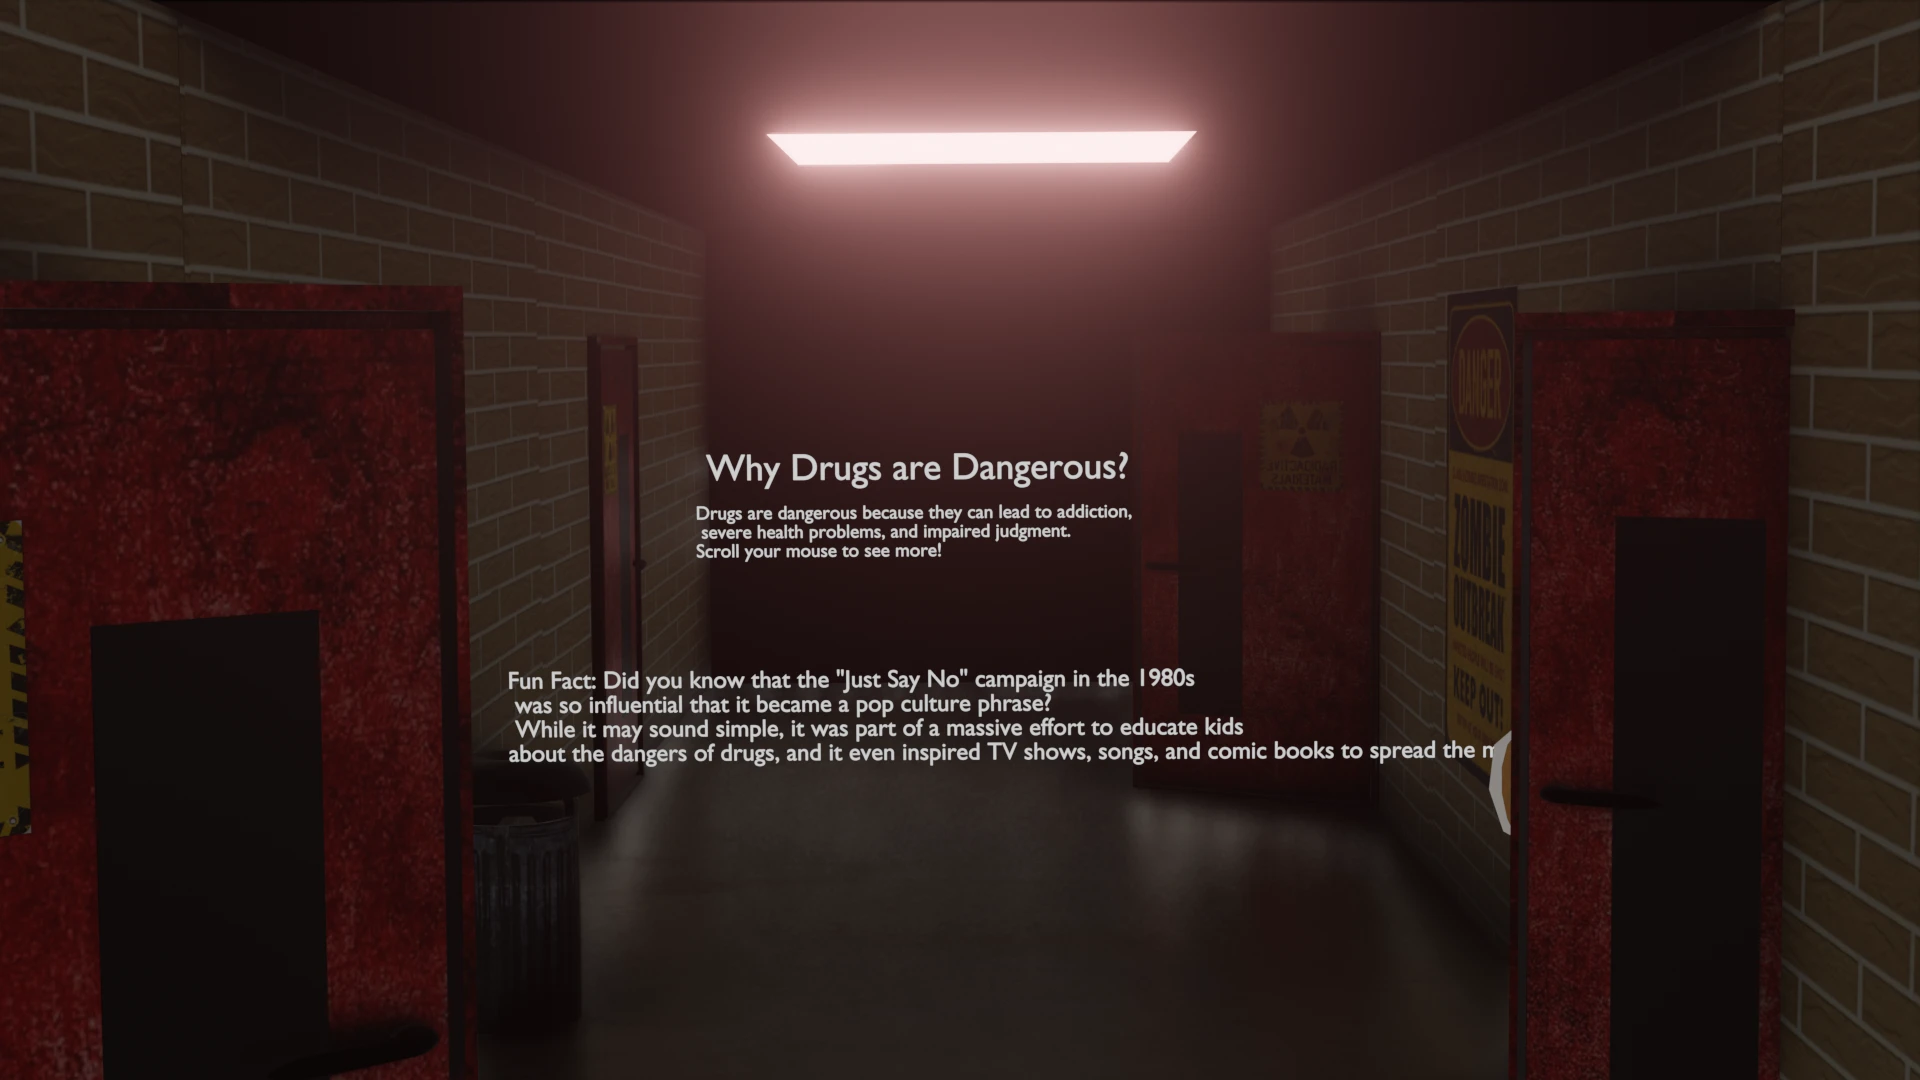 Why Drugs are Dangerous?
Drugs are dangerous because they can lead to addiction,
severe health problems, and impaired judgment.
Scroll your mouse to see more!
Fun Fact: Did you know that the "Just Say No" campaign in the 1980s
was so influential that it became a pop culture phrase?
While it may sound simple, it was part of a massive effort to educate kids
about the dangers of drugs, and it even inspired TV shows, songs, and comic books to spread the
DANGER
ZOMBIE
OUTBREAK
KEEP OUT!